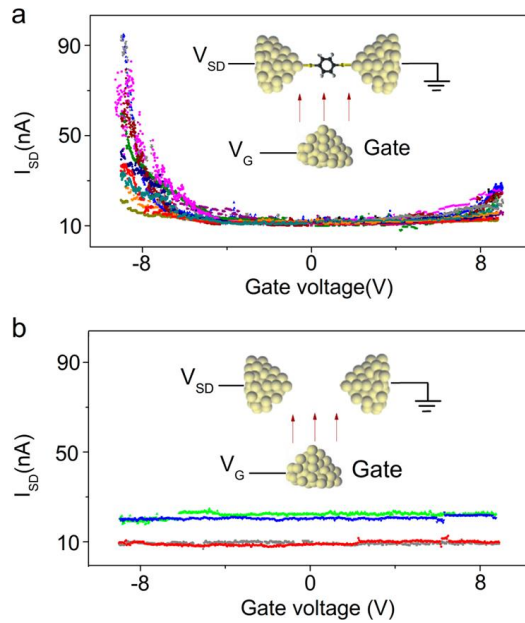 a
90
V_SD
50
V_G
Gate
10
I_SD(nA)
-8
0
8
Gate voltage(V)
b
90
V_SD
50
V_G
Gate
10
I_SD(nA)
-8
0
8
Gate voltage (V)